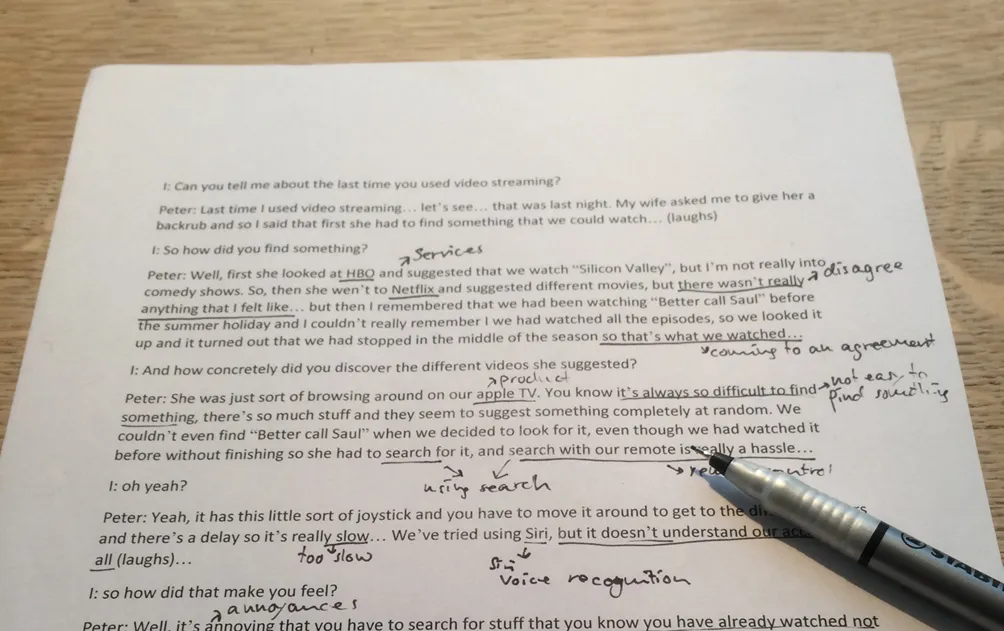 I: Can you tell me about the last time you used video streaming?
Peter: Last time I used video streaming... let's see... that was last night. My wife asked me to give her a
backrub and so I said that first she had to find something that we could watch... (laughs)
I: So how did you find something?
Services
Peter: Well, first she looked at HBO and suggested that we watch "Silicon Valley", but I'm not really into
disagree
comedy shows. So, then she wen't to Netflix and suggested different movies, but there wasn't really
anything that I felt like... but then I remembered that we had been watching "Better call Saul" before
the summer holiday and I couldn't really remember I we had watched all the episodes, so we looked it
up and it turned out that we had stopped in the middle of the season so that's what we watched...
coming to an agreement
I: And how concretely did you discover the different videos she suggested?
product
Peter: She was just sort of browsing around on our apple TV. You know it's always so difficult to find
not easy to
find something
something, there's so much stuff and they seem to suggest something completely at random. We
couldn't even find "Better call Saul" when we decided to look for it, even though we had watched it
before without finishing so she had to search for it, and search with our remote is really a hassle...
using search
I: oh yeah?
Peter: Yeah, it has this little sort of joystick and you have to move it around to get to the
and there's a delay so it's really slow... We've tried using Siri, but it doesn't understand our
all (laughs)...
too slow
voice recognition
I: so how did that make you feel?
annoyances
Peter: Well, it's annoying that you have to search for stuff that you know you have already watched not
STABI